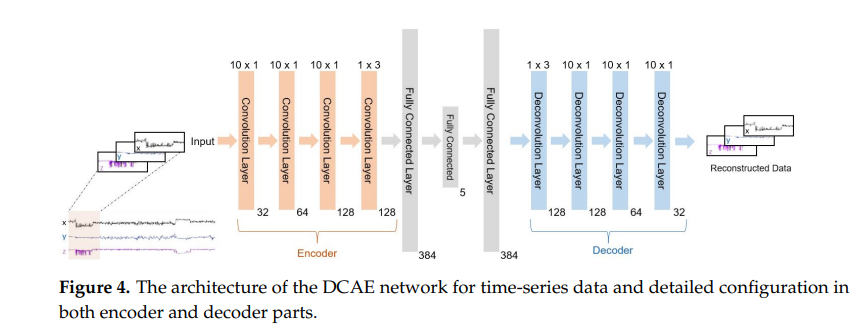 10 x 1 10 x 1 10 x 1 1 x 3
1 x 3 10 x 1 10 x 1 10 x 1
x
y
z
Input
Convolution Layer
Convolution Layer
Convolution Layer
Convolution Layer
Fully Connected Layer
Fully Connected
Fully Connected Layer
Deconvolution Layer
Deconvolution Layer
Deconvolution Layer
Deconvolution Layer
x
y
z
Reconstructed Data
5
32 64 128 128
128 128 64 32
x
y
z
Encoder
Decoder
384
384
Figure 4. The architecture of the DCAE network for time-series data and detailed configuration in
both encoder and decoder parts.